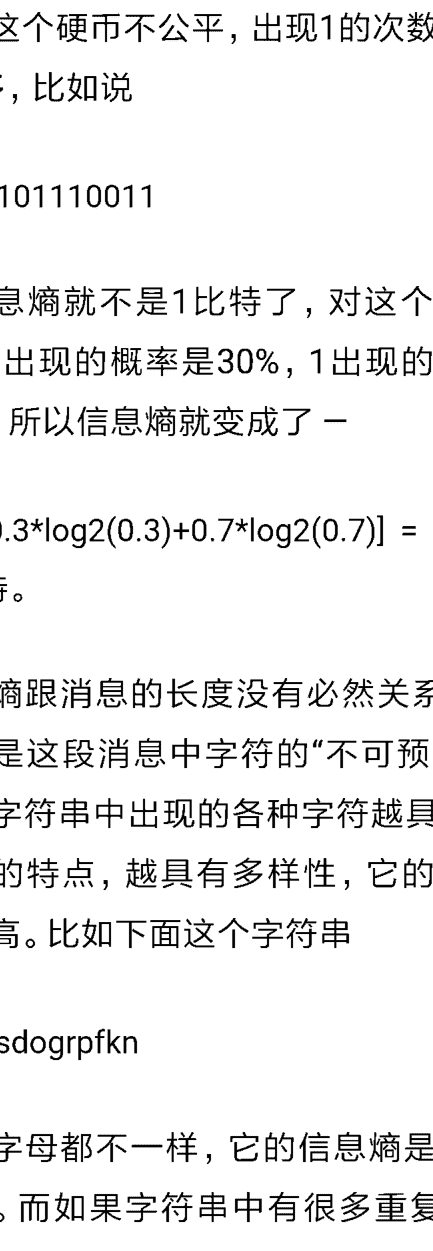 这个硬币不公平，出现1的次数
，比如说
101110011
息熵就不是1比特了，对这个
出现的概率是30%，1出现的
所以信息熵就变成了 —
0.3*log2(0.3)+0.7*log2(0.7)] =
特。
熵跟消息的长度没有必然关系
是这段消息中字符的“不可预
字符串中出现的各种字符越具
的特点，越具有多样性，它的
高。比如下面这个字符串
sdogrpfkn
字母都不一样，它的信息熵是
。而如果字符串中有很多重复